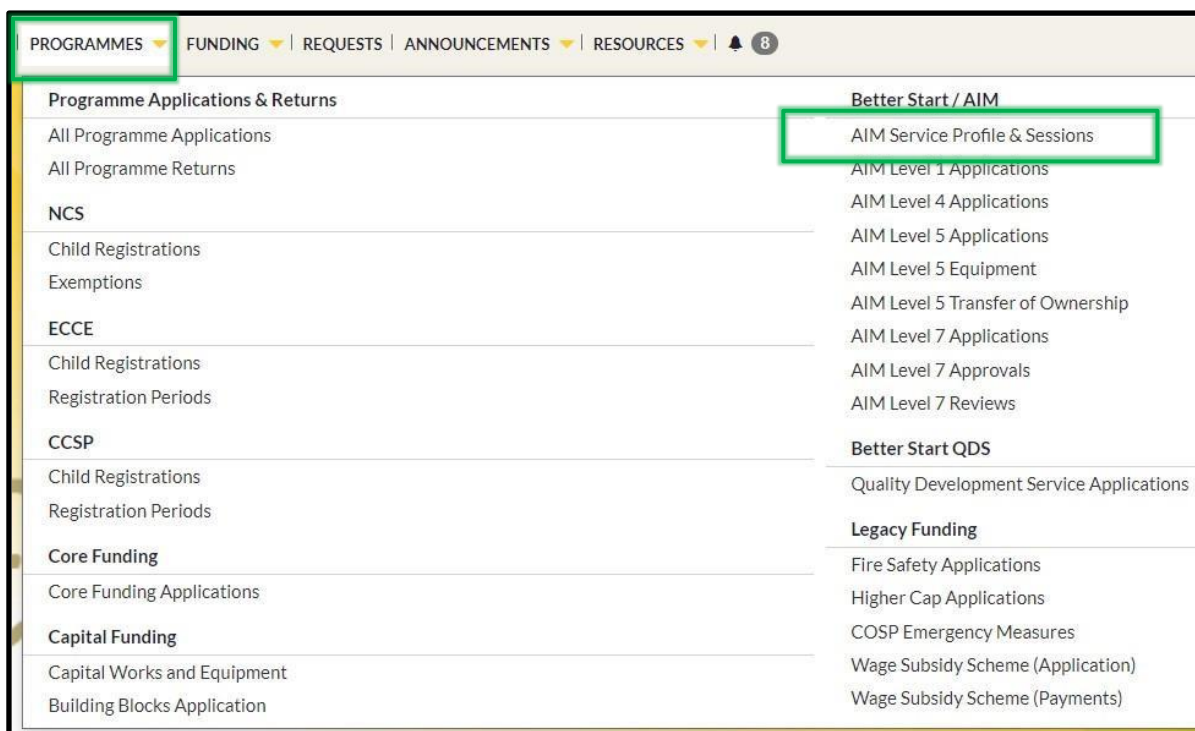 PROGRAMMES FUNDING REQUESTS ANNOUNCEMENTS RESOURCES 8
Programme Applications & Returns
All Programme Applications
All Programme Returns
NCS
Child Registrations
Exemptions
ECCE
Child Registrations
Registration Periods
CCSP
Child Registrations
Registration Periods
Core Funding
Core Funding Applications
Capital Funding
Capital Works and Equipment
Building Blocks Application
Better Start / AIM
AIM Service Profile & Sessions
AIM Level 1 Applications
AIM Level 4 Applications
AIM Level 5 Applications
AIM Level 5 Equipment
AIM Level 5 Transfer of Ownership
AIM Level 7 Applications
AIM Level 7 Approvals
AIM Level 7 Reviews
Better Start QDS
Quality Development Service Applications
Legacy Funding
Fire Safety Applications
Higher Cap Applications
COSP Emergency Measures
Wage Subsidy Scheme (Application)
Wage Subsidy Scheme (Payments)